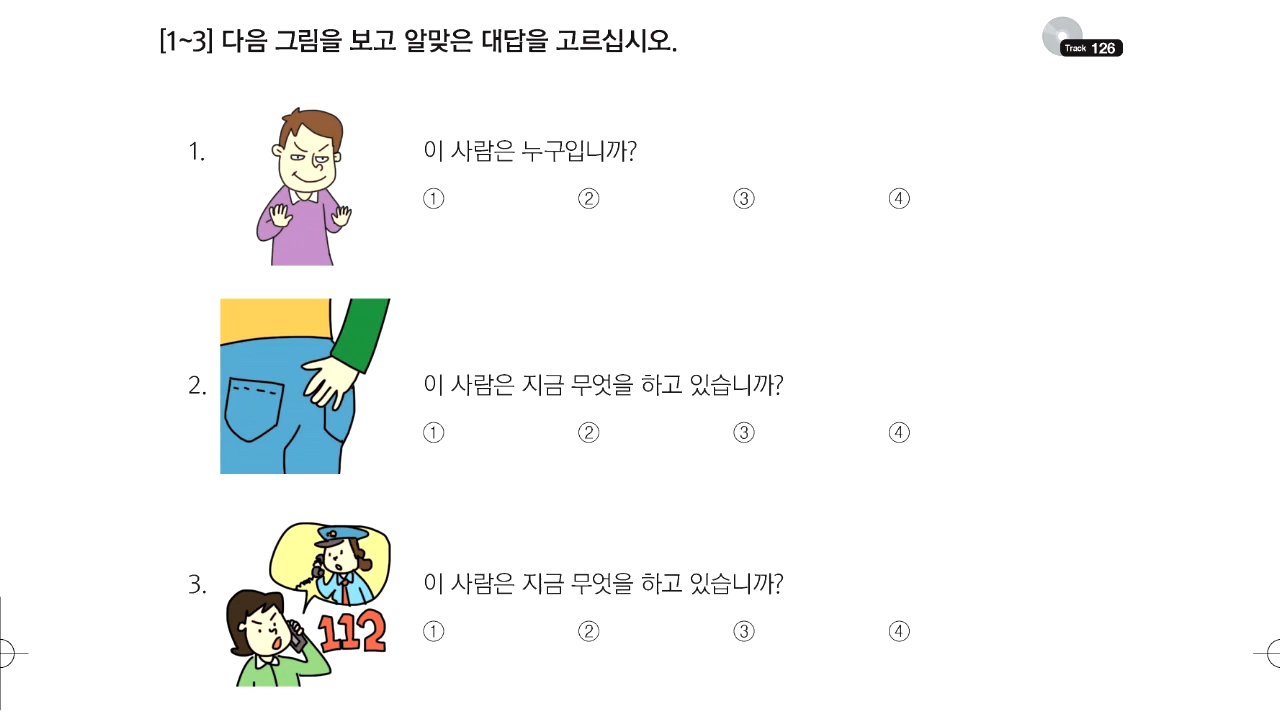 [1~3] 다음 그림을 보고 알맞은 대답을 고르십시오.
Track 126
1. 이 사람은 누구입니까?
① ② ③ ④
2. 이 사람은 지금 무엇을 하고 있습니까?
① ② ③ ④
3. 이 사람은 지금 무엇을 하고 있습니까?
112
① ② ③ ④